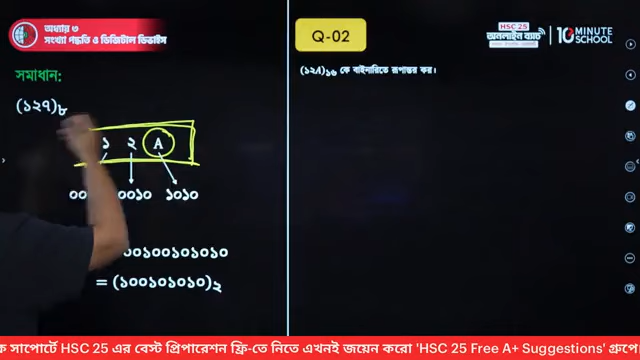 অধ্যায় ৩
সংখ্যা পদ্ধতি ও ডিজিটাল ডিভাইস
Q-02
HSC 25
অনলাইন ব্যাচ
10 MINUTE SCHOOL
সমাধান:
(১২৭)৮
১ ২ A
০০ ০০১০ ১০১০
০০১০০১০১০১০
= (১০০১০১০১০)২
(১২A)১৬ কে বাইনারিতে রূপান্তর কর।
ক সাপোর্টে HSC 25 এর বেস্ট প্রিপারেশন ফ্রি-তে নিতে এখনই জয়েন করো 'HSC 25 Free A+ Suggestions' গ্রুপে